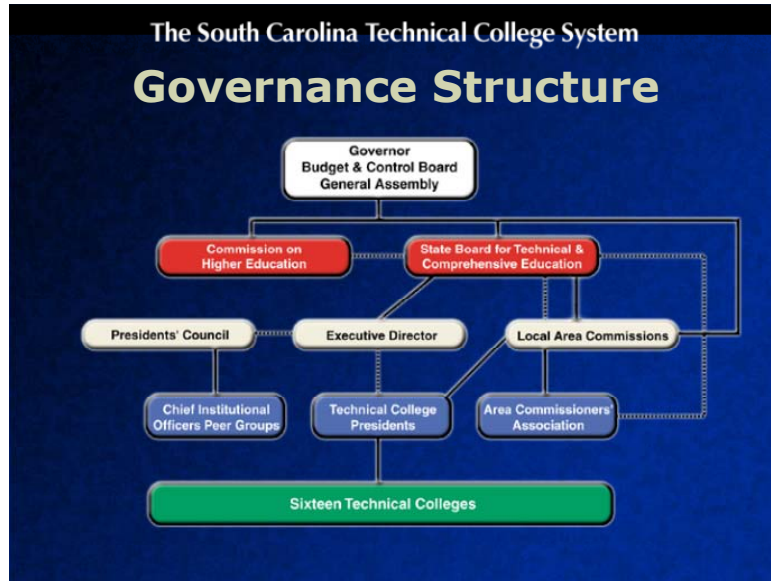 The South Carolina Technical College System
Governance Structure
Governor
Budget & Control Board
General Assembly
Commission on
Higher Education
State Board for Technical &
Comprehensive Education
Presidents' Council
Executive Director
Local Area Commissions
Chief Institutional
Officers Peer Groups
Technical College
Presidents
Area Commissioners'
Association
Sixteen Technical Colleges